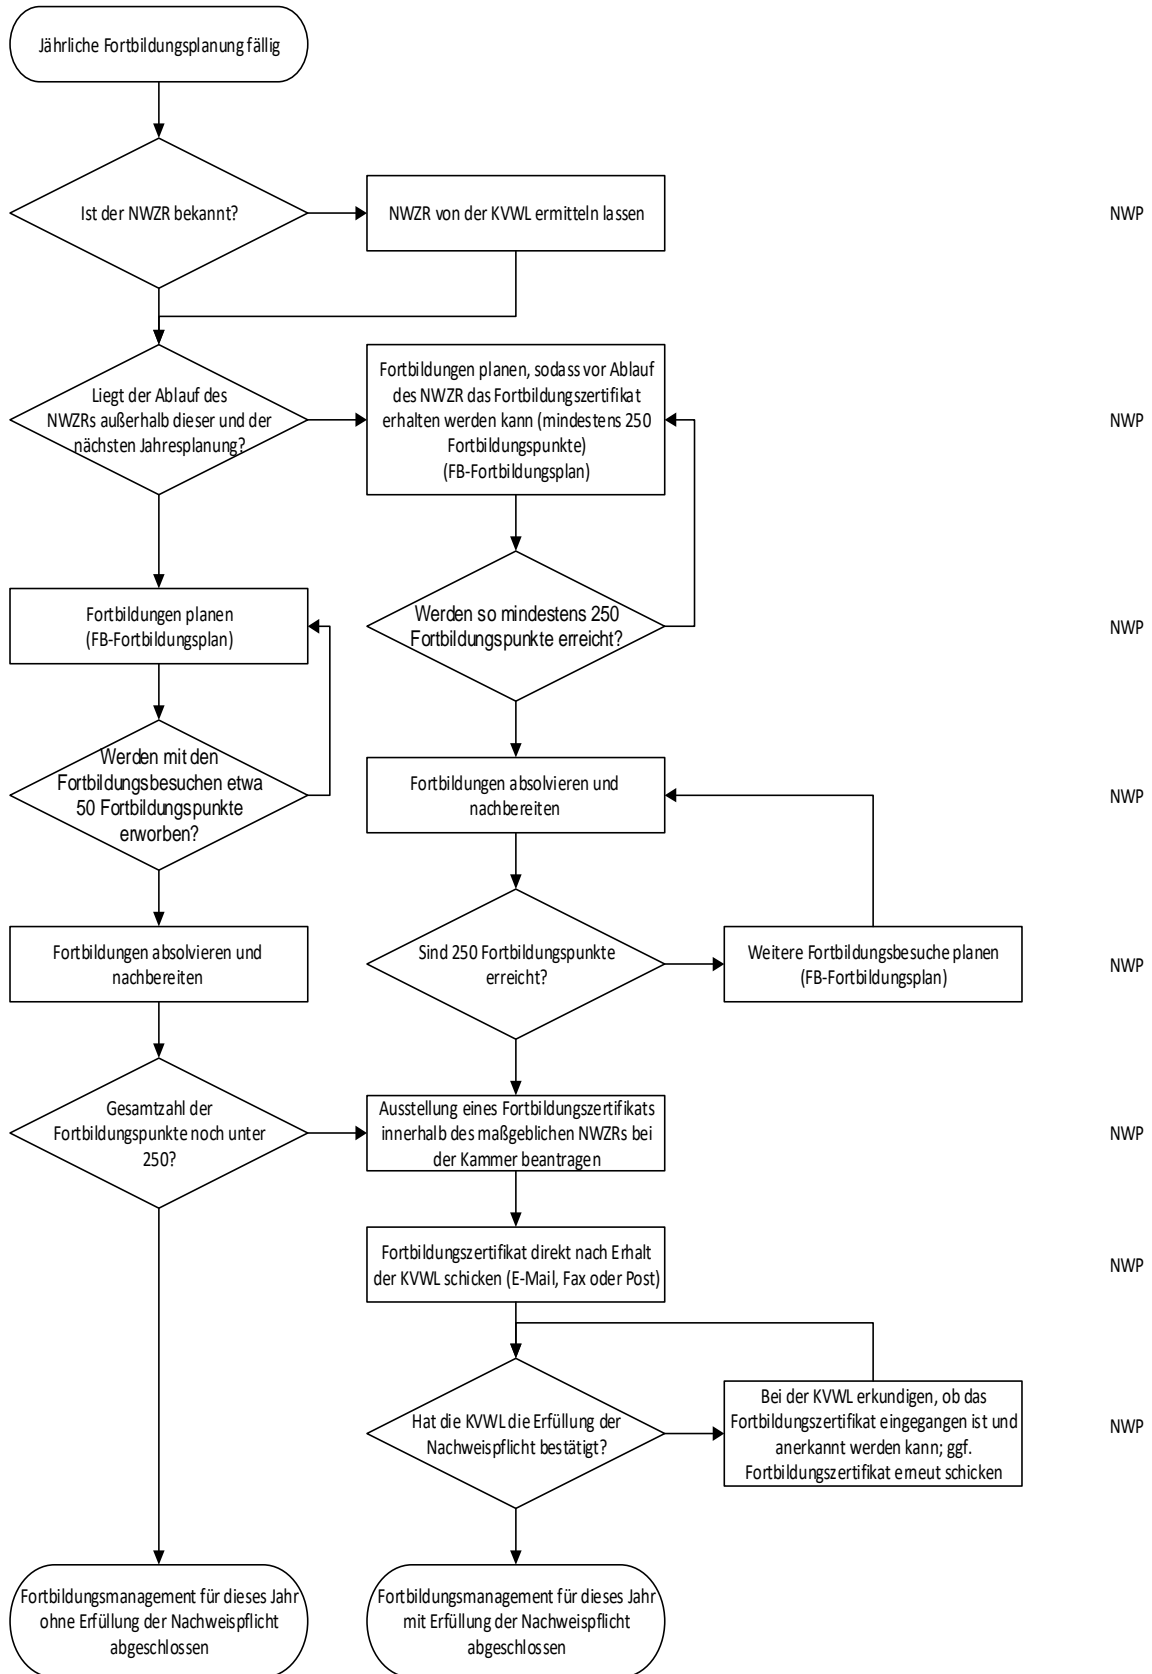 Jährliche Fortbildungsplanung fällig
Ist der NWZR bekannt?
NWZR von der KVWL ermitteln lassen
NWP
Liegt der Ablauf des
NWZRs außerhalb dieser und der
nächsten Jahresplanung?
Fortbildungen planen, sodass vor Ablauf
des NWZR das Fortbildungszertifikat
erhalten werden kann (mindestens 250
Fortbildungspunkte)
(FB-Fortbildungsplan)
NWP
Fortbildungen planen
(FB-Fortbildungsplan)
Werden so mindestens 250
Fortbildungspunkte erreicht?
NWP
Werden mit den
Fortbildungsbesuchen etwa
50 Fortbildungspunkte
erworben?
Fortbildungen absolvieren und
nachbereiten
NWP
Fortbildungen absolvieren und
nachbereiten
Sind 250 Fortbildungspunkte
erreicht?
Weitere Fortbildungsbesuche planen
(FB-Fortbildungsplan)
NWP
Gesamtzahl der
Fortbildungspunkte noch unter
250?
Ausstellung eines Fortbildungszertifikats
innerhalb des maßgeblichen NWZRs bei
der Kammer beantragen
NWP
Fortbildungszertifikat direkt nach Erhalt
der KVWL schicken (E-Mail, Fax oder Post)
NWP
Hat die KVWL die Erfüllung der
Nachweispflicht bestätigt?
Bei der KVWL erkundigen, ob das
Fortbildungszertifikat eingegangen ist und
anerkannt werden kann; ggf.
Fortbildungszertifikat erneut schicken
NWP
Fortbildungsmanagement für dieses Jahr
ohne Erfüllung der Nachweispflicht
abgeschlossen
Fortbildungsmanagement für dieses Jahr
mit Erfüllung der Nachweispflicht
abgeschlossen